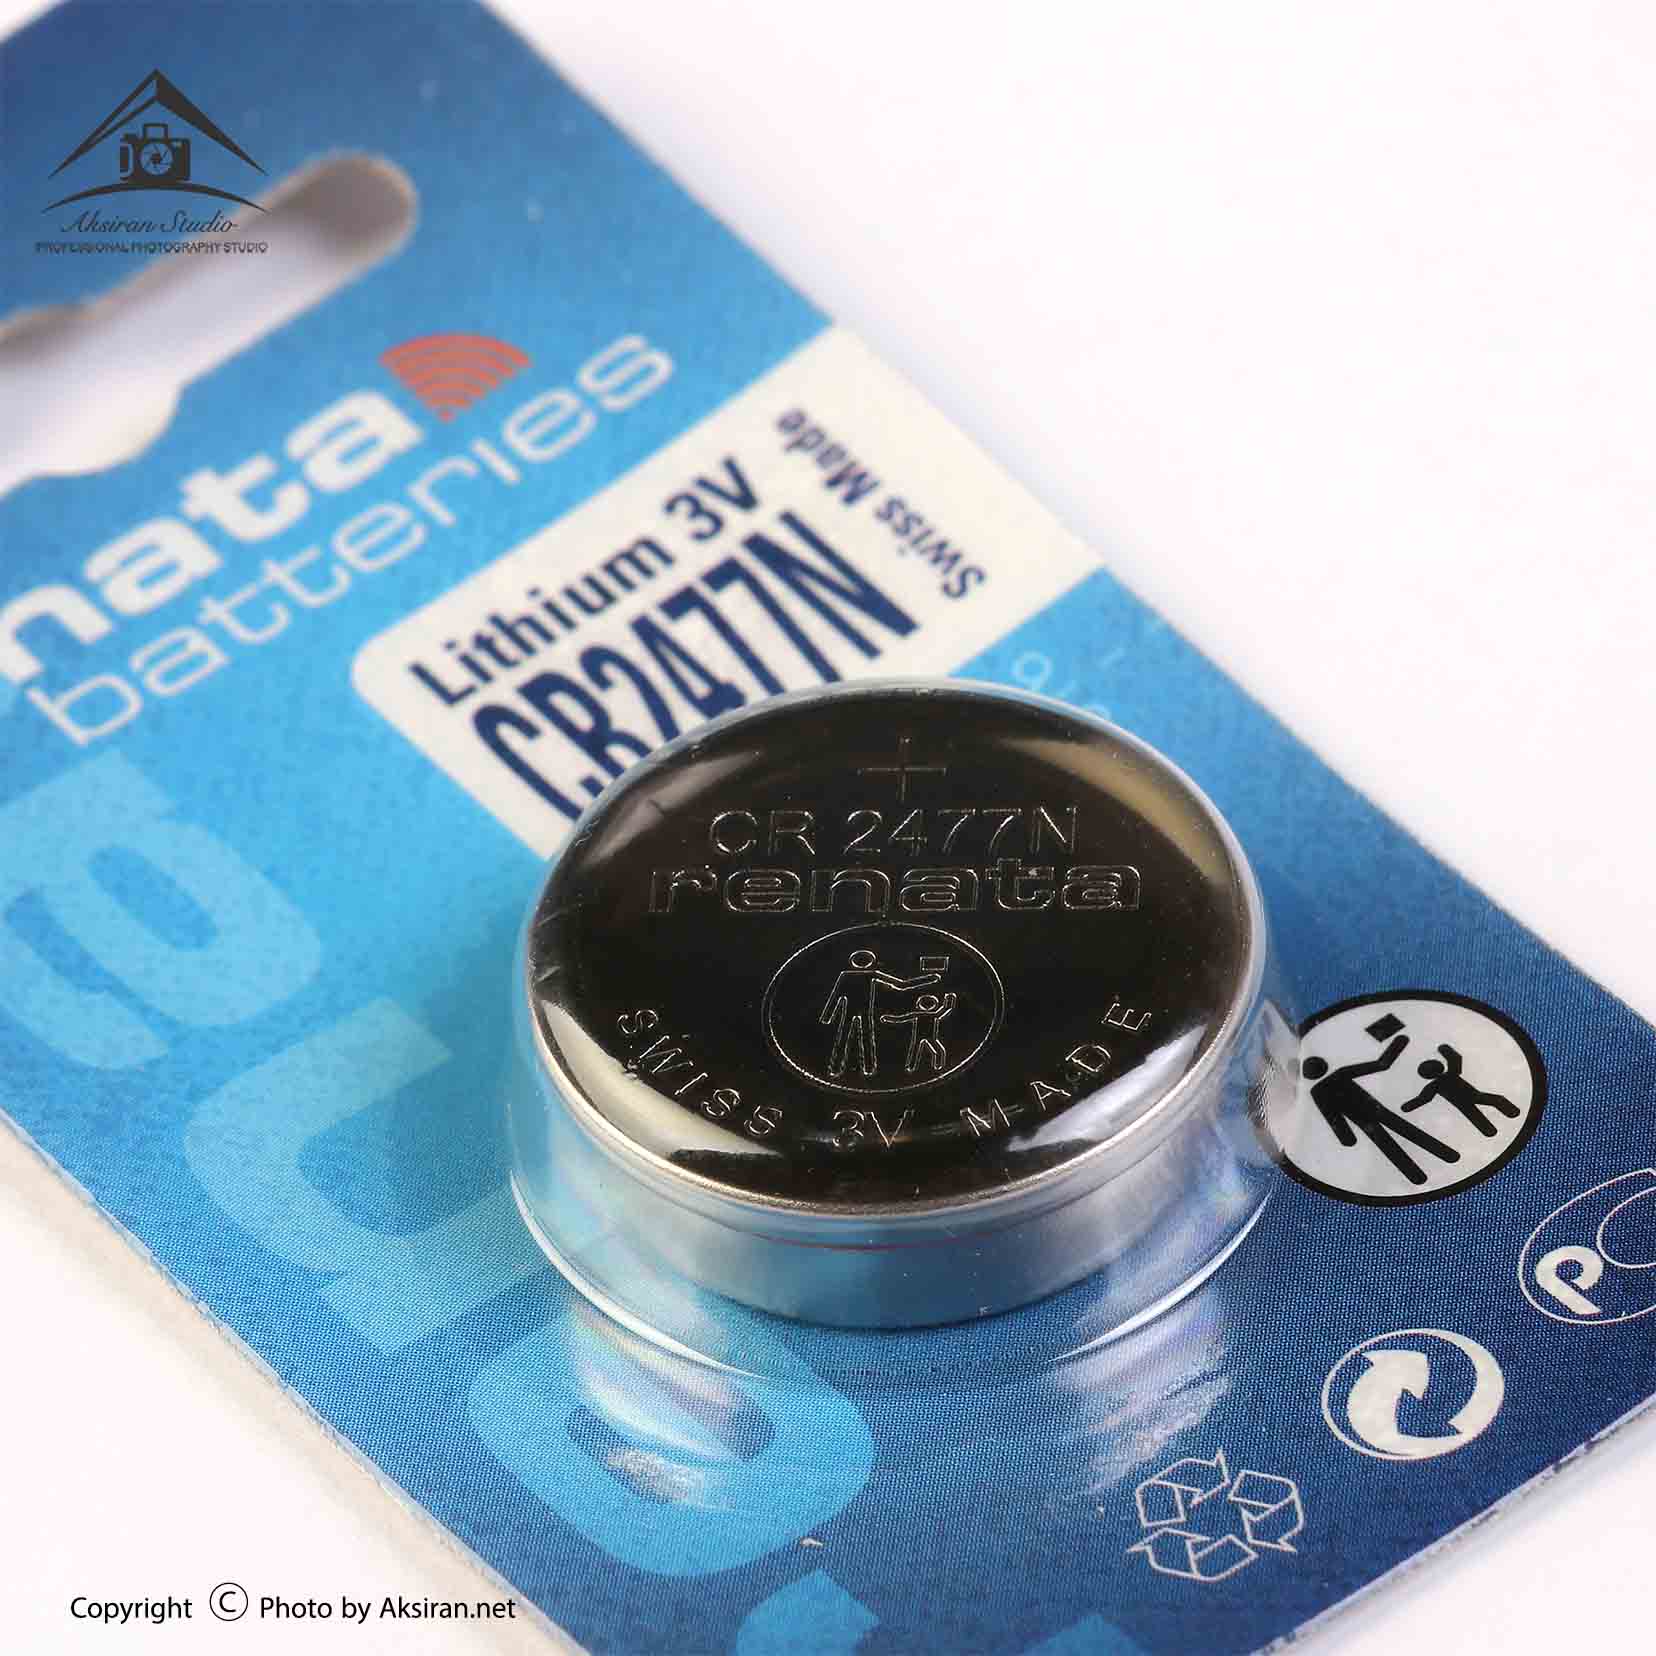 Aksiran Studio
PROFESSIONAL PHOTOGRAPHY STUDIO
nata
batteries
Lithium 3V
CR2477N
Swiss Made
+
CR 2477N
renata
SWISS 3V MADE
Copyright © Photo by Aksiran.net